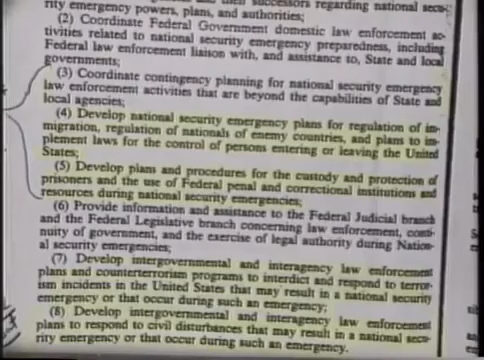 successors regarding national secu-
rity emergency powers, plans, and authorities;
(2) Coordinate Federal Government domestic law enforcement ac-
tivities related to national security emergency preparedness, including
Federal law enforcement liaison with, and assistance to, State and local
governments;
(3) Coordinate contingency planning for national security emergency
law enforcement activities that are beyond the capabilities of State and
local agencies;
(4) Develop national security emergency plans for regulation of im-
migration, regulation of nationals of enemy countries, and plans to im-
plement laws for the control of persons entering or leaving the United
States;
(5) Develop plans and procedures for the custody and protection of
prisoners and the use of Federal penal and correctional institutions and
resources during national security emergencies;
(6) Provide information and assistance to the Federal Judicial branch
and the Federal Legislative branch concerning law enforcement, conti-
nuity of government, and the exercise of legal authority during Nation-
al security emergencies;
(7) Develop intergovernmental and interagency law enforcement
plans and counterterrorism programs to interdict and respond to terror-
ism incidents in the United States that may result in a national security
emergency or that occur during such an emergency;
(8) Develop intergovernmental and interagency law enforcement
plans to respond to civil disturbances that may result in a national secu-
rity emergency or that occur during such an emergency.